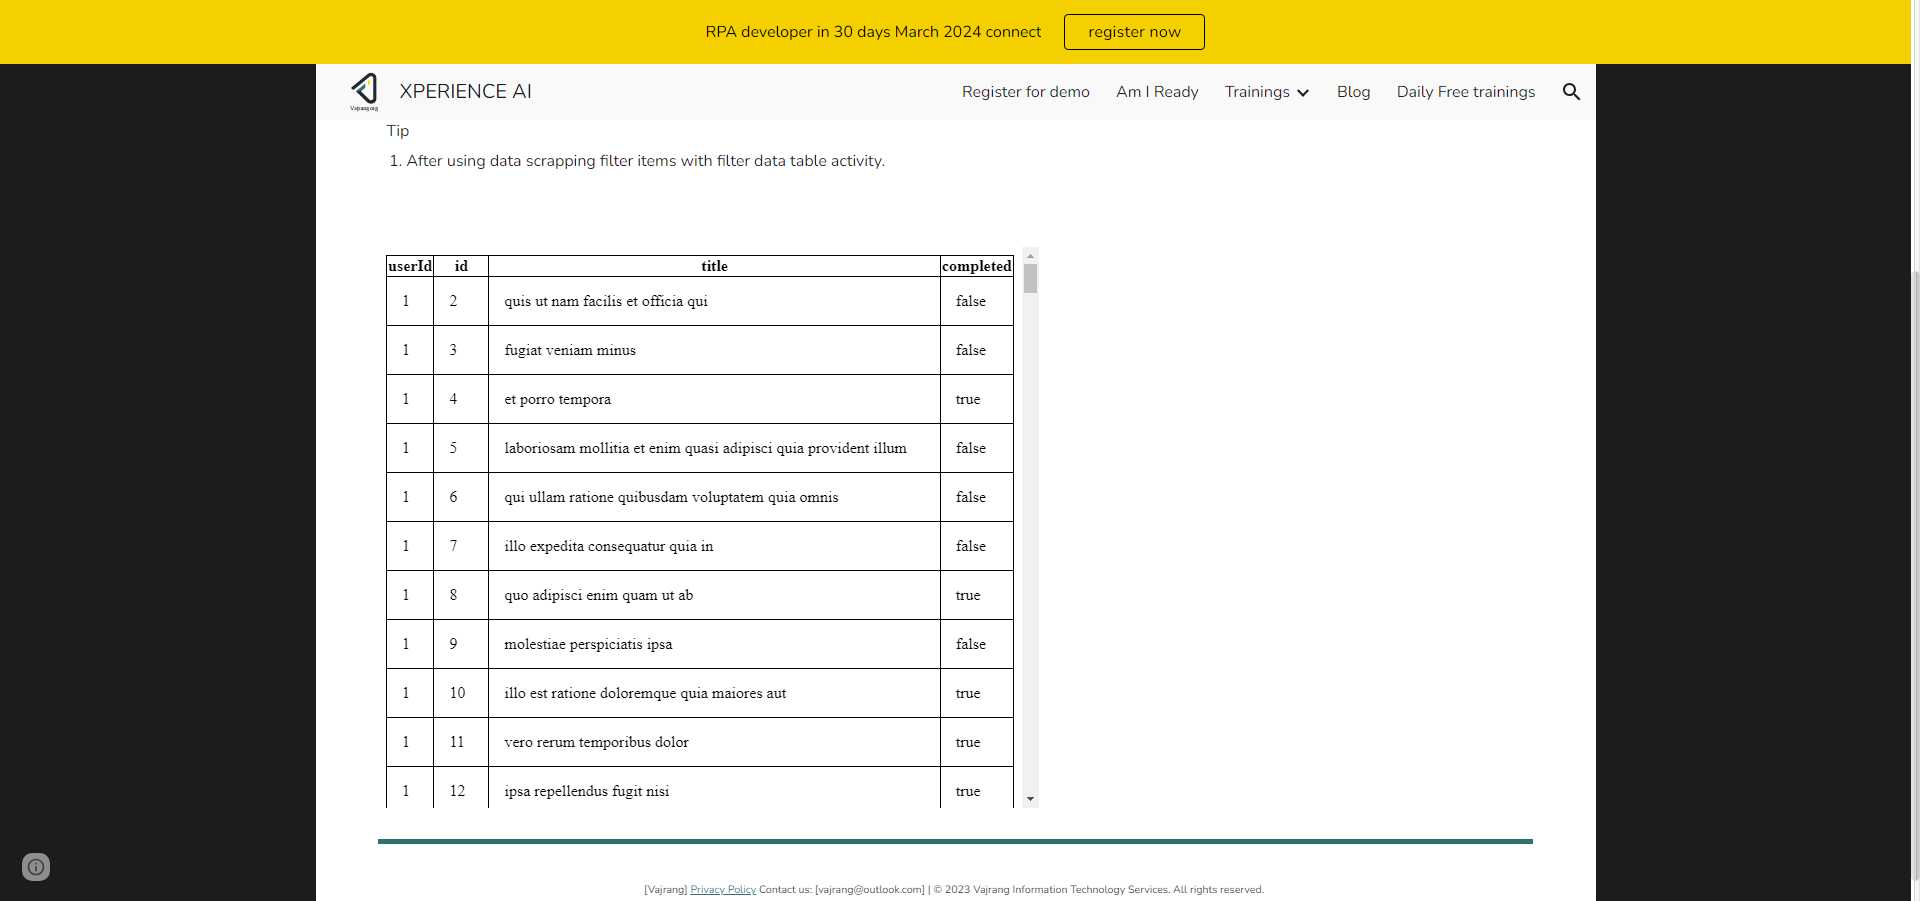 RPA developer in 30 days March 2024 connect register now
Vajrang.org
XPERIENCE AI Register for demo Am I Ready Trainings Blog Daily Free trainings
Tip
1. After using data scrapping filter items with filter data table activity.
userId id title completed
1 2 quis ut nam facilis et officia qui false
1 3 fugiat veniam minus false
1 4 et porro tempora true
1 5 laboriosam mollitia et enim quasi adipisci quia provident illum false
1 6 qui ullam ratione quibusdam voluptatem quia omnis false
1 7 illo expedita consequatur quia in false
1 8 quo adipisci enim quam ut ab true
1 9 molestiae perspiciatis ipsa false
1 10 illo est ratione doloremque quia maiores aut true
1 11 vero rerum temporibus dolor true
1 12 ipsa repellendus fugit nisi true
[Vajrang] Privacy Policy Contact us: [vajrang@outlook.com] | © 2023 Vajrang Information Technology Services. All rights reserved.